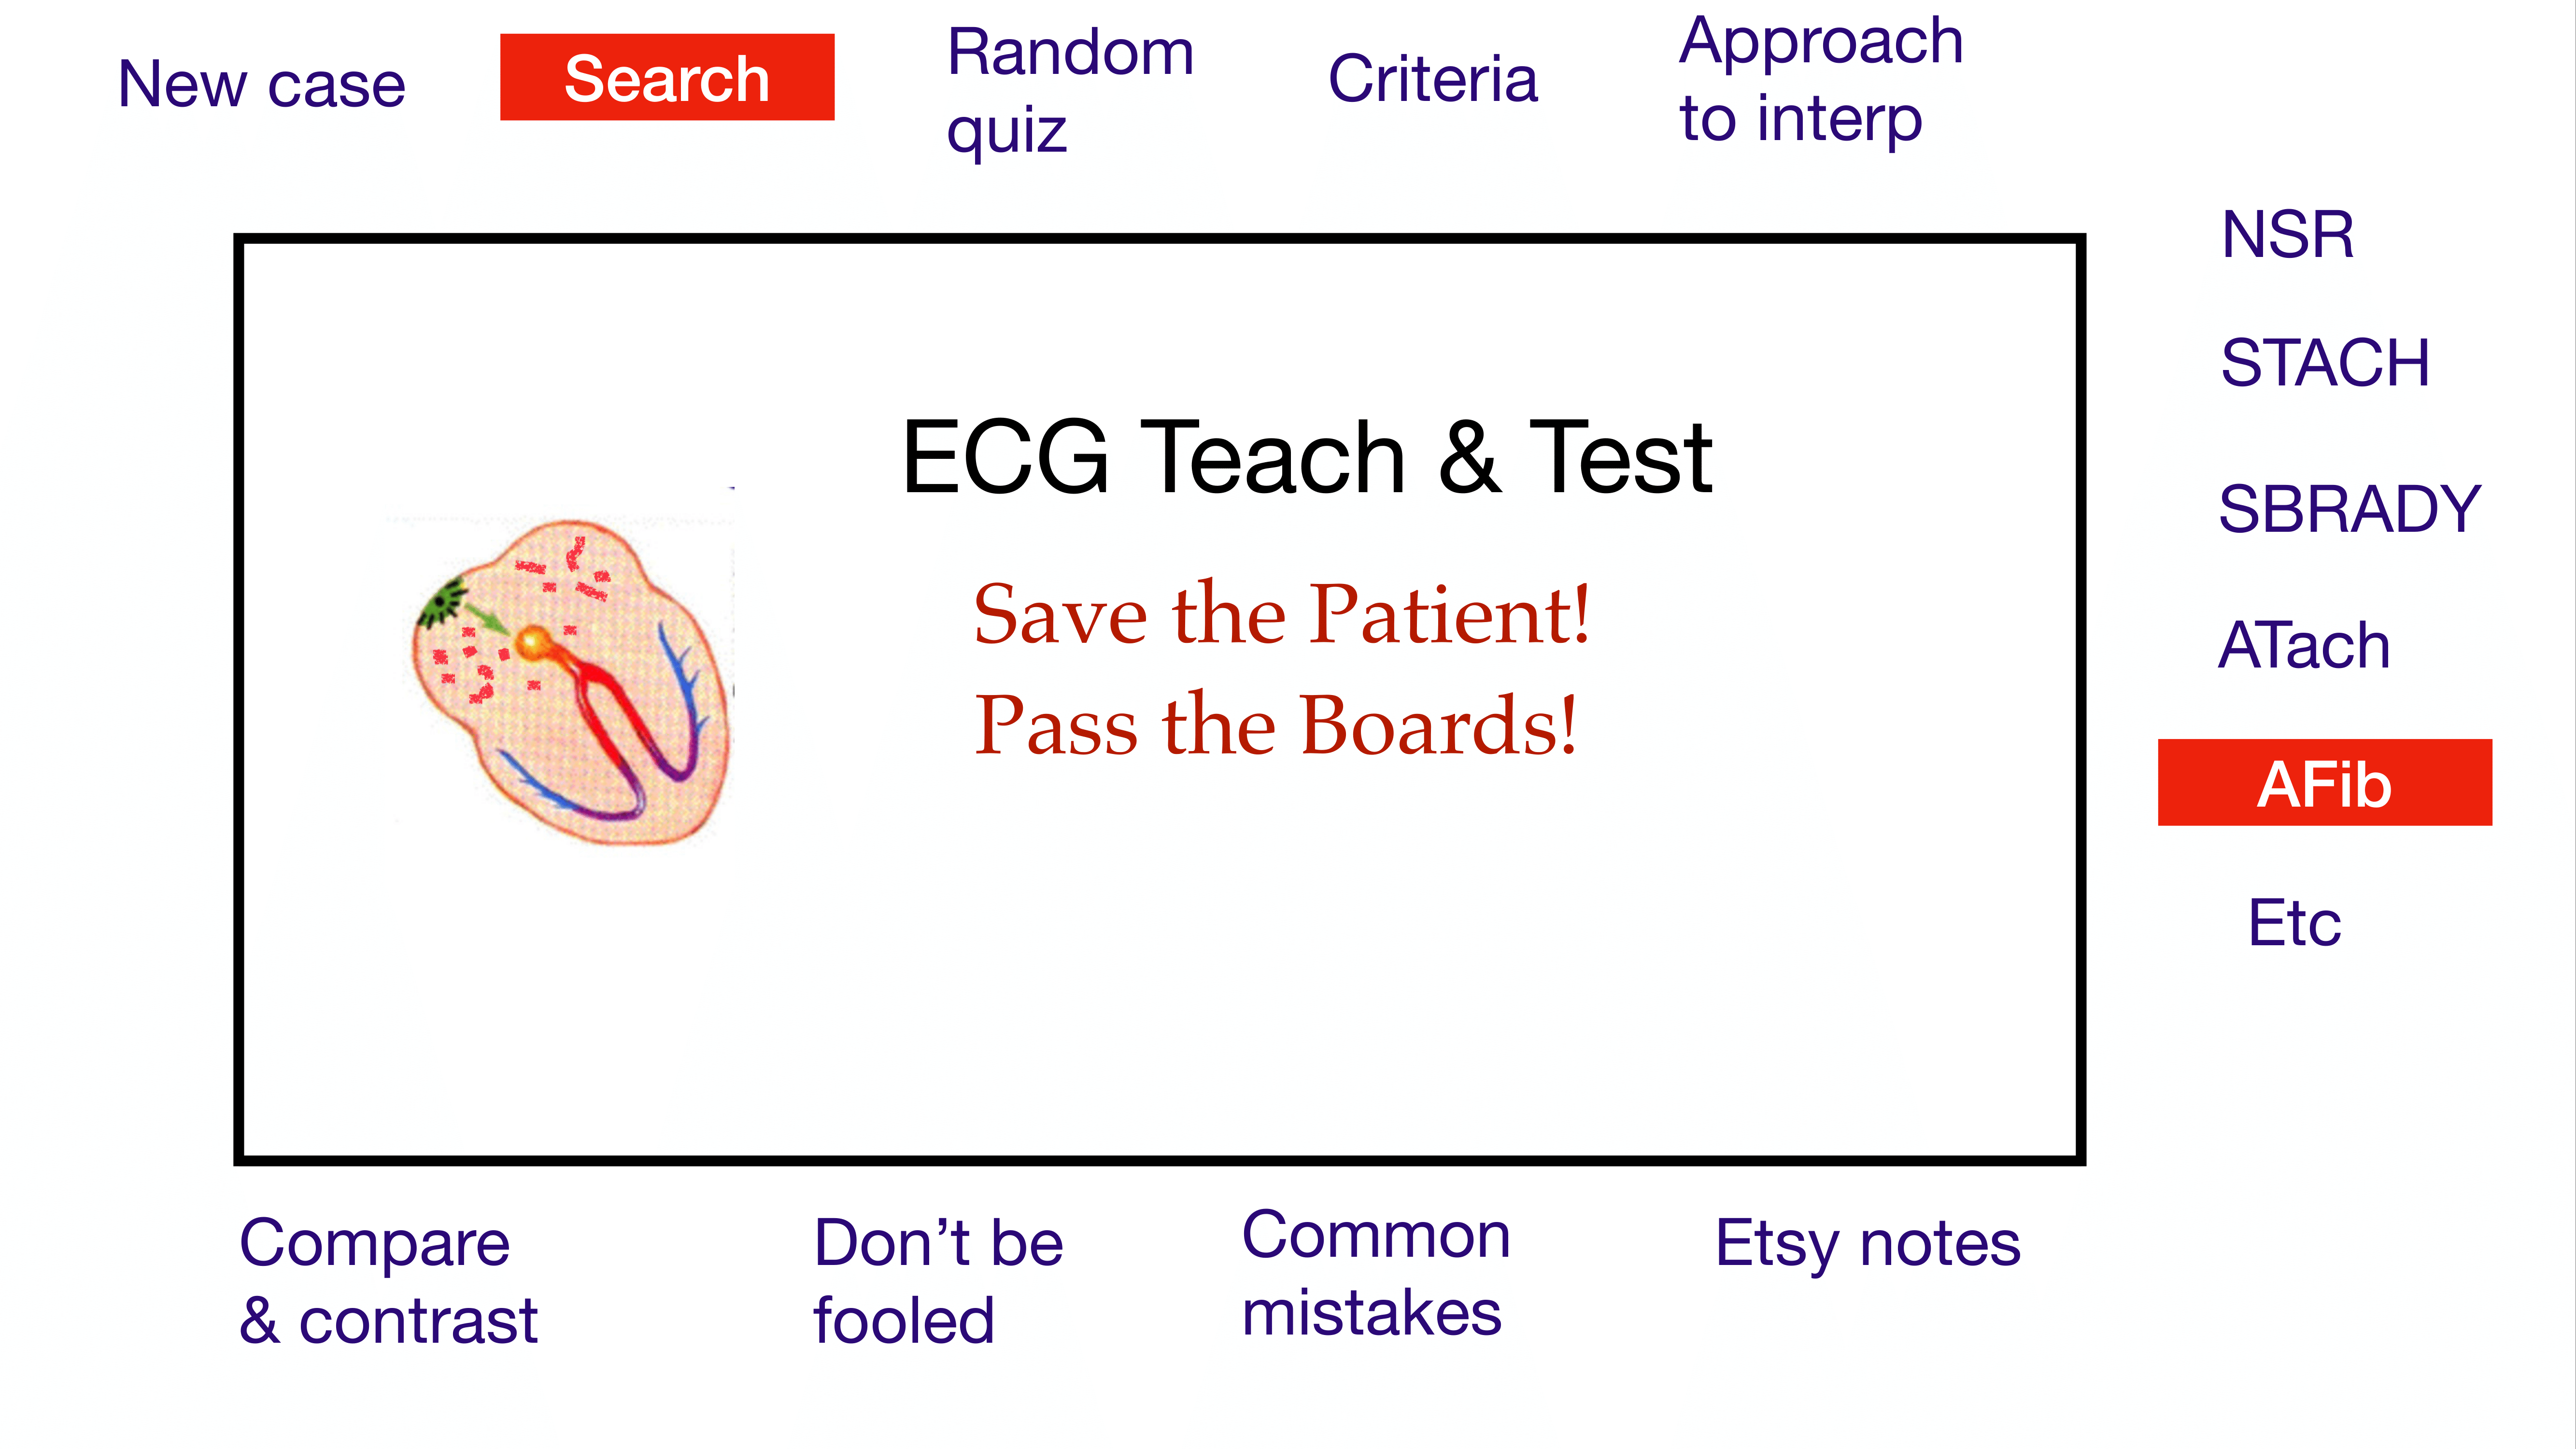 New case
Search
Random
quiz
Criteria
Approach
to interp
NSR
STACH
SBRADY
ATach
AFib
Etc
ECG Teach & Test
Save the Patient!
Pass the Boards!
Compare
& contrast
Don’t be
fooled
Common
mistakes
Etsy notes